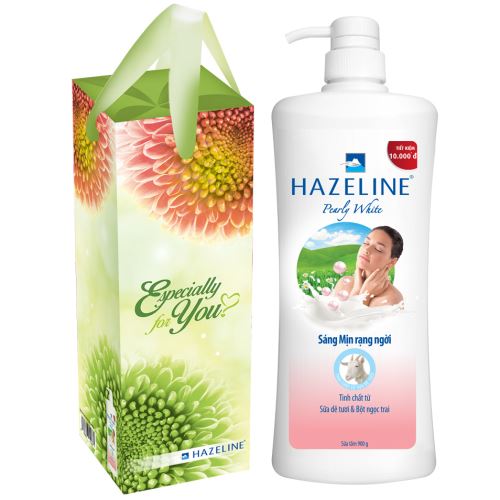 Especially
for You
HAZELINE
TIẾT KIỆM
10.000 đ
HAZELINE®
Pearly White
Sáng Mịn rạng ngời
Tinh chất từ
Sữa dê tươi & Bột ngọc trai
Sữa tắm 900 g